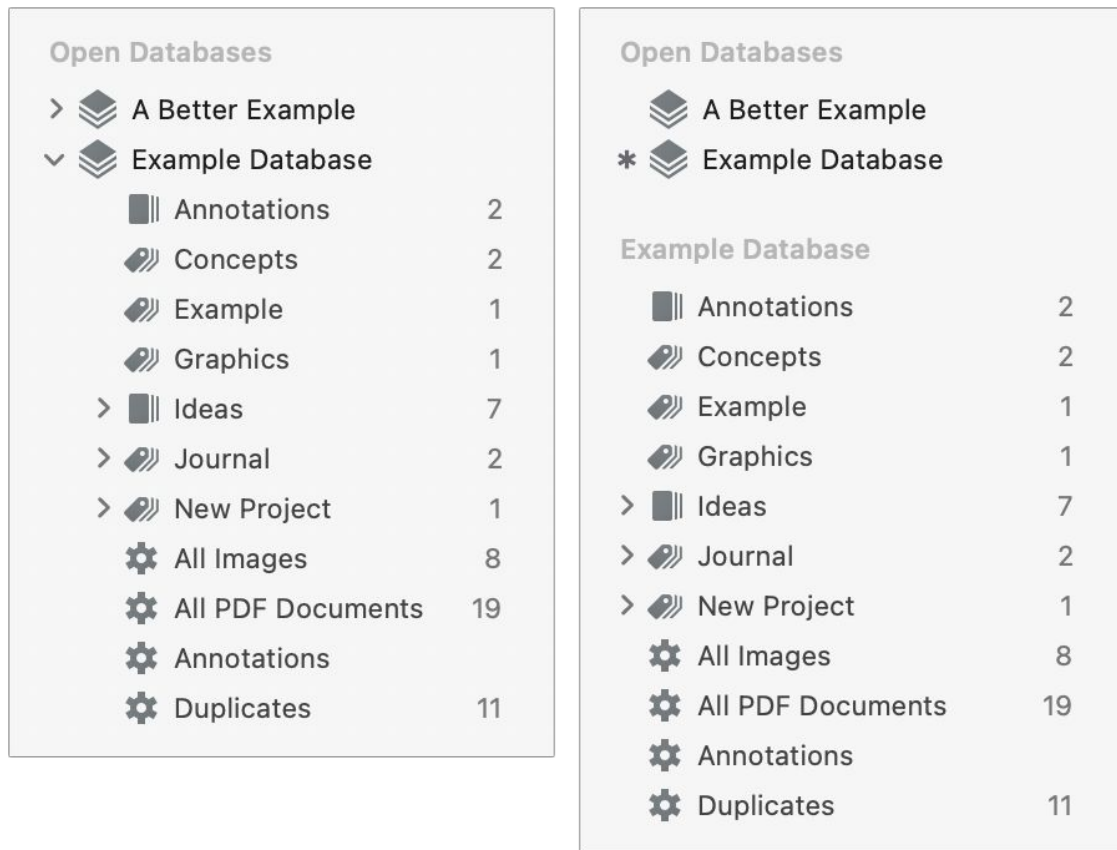 Open Databases
A Better Example
Example Database
Annotations 2
Concepts 2
Example 1
Graphics 1
Ideas 7
Journal 2
New Project 1
All Images 8
All PDF Documents 19
Annotations
Duplicates 11
Open Databases
A Better Example
* Example Database
Example Database
Annotations 2
Concepts 2
Example 1
Graphics 1
Ideas 7
Journal 2
New Project 1
All Images 8
All PDF Documents 19
Annotations
Duplicates 11